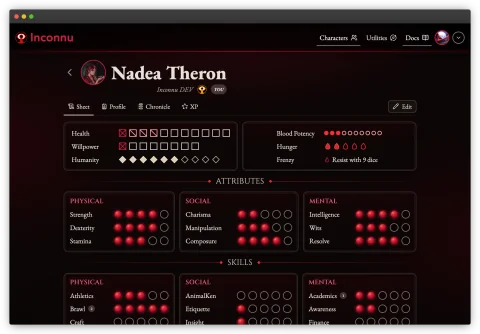 Inconnu
Characters Utilities Docs
Nadea Theron
Inconnu DEV YOU
Sheet Profile Chronicle XP Edit
Health
Willpower
Humanity
Blood Potency
Hunger
Frenzy Resist with 9 dice
ATTRIBUTES
PHYSICAL SOCIAL MENTAL
Strength Charisma Intelligence
Dexterity Manipulation Wits
Stamina Composure Resolve
SKILLS
PHYSICAL SOCIAL MENTAL
Athletics AnimalKen Academics
Brawl Etiquette Awareness
Craft Insight Finance